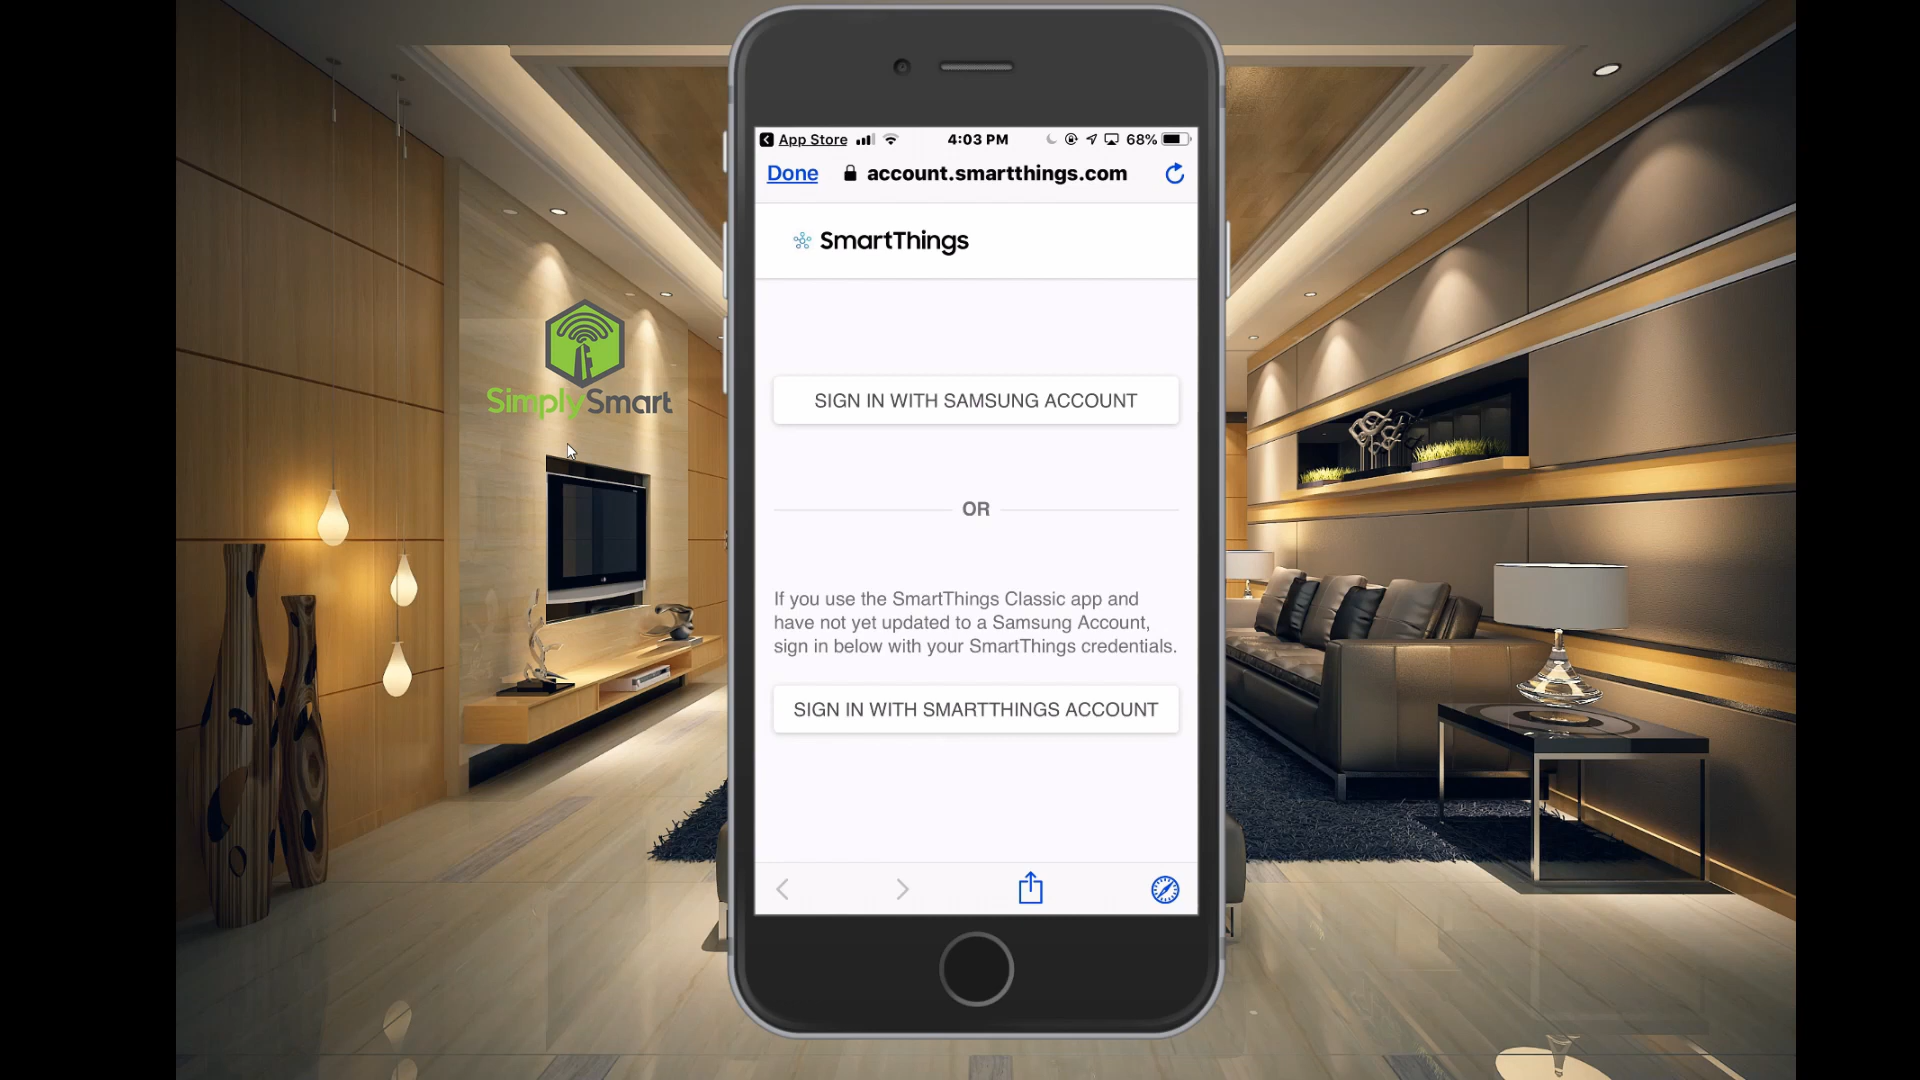 App Store
4:03 PM
68%
Done
account.smartthings.com
SmartThings
SimplySmart
SIGN IN WITH SAMSUNG ACCOUNT
OR
If you use the SmartThings Classic app and
have not yet updated to a Samsung Account,
sign in below with your SmartThings credentials.
SIGN IN WITH SMARTTHINGS ACCOUNT